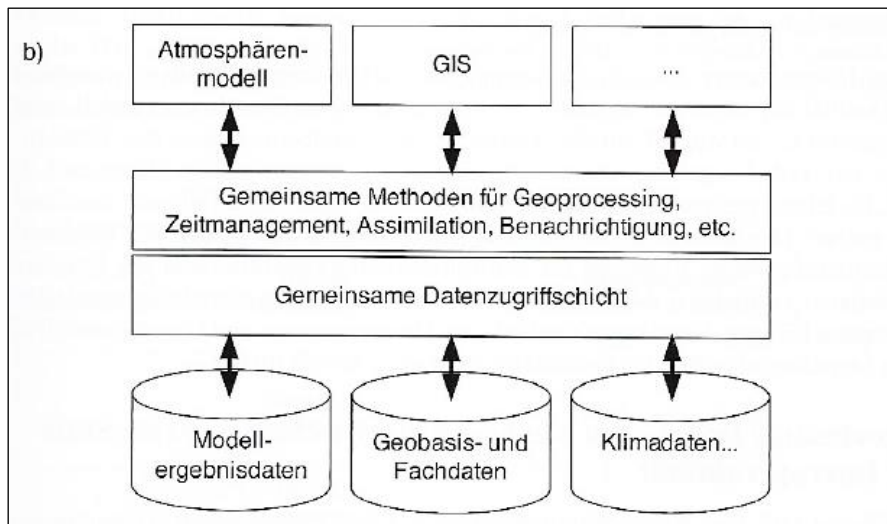 b)
Atmosphären-
modell
GIS
...
Gemeinsame Methoden für Geoprocessing,
Zeitmanagement, Assimilation, Benachrichtigung, etc.
Gemeinsame Datenzugriffschicht
Modell-
ergebnisdaten
Geobasis- und
Fachdaten
Klimadaten...